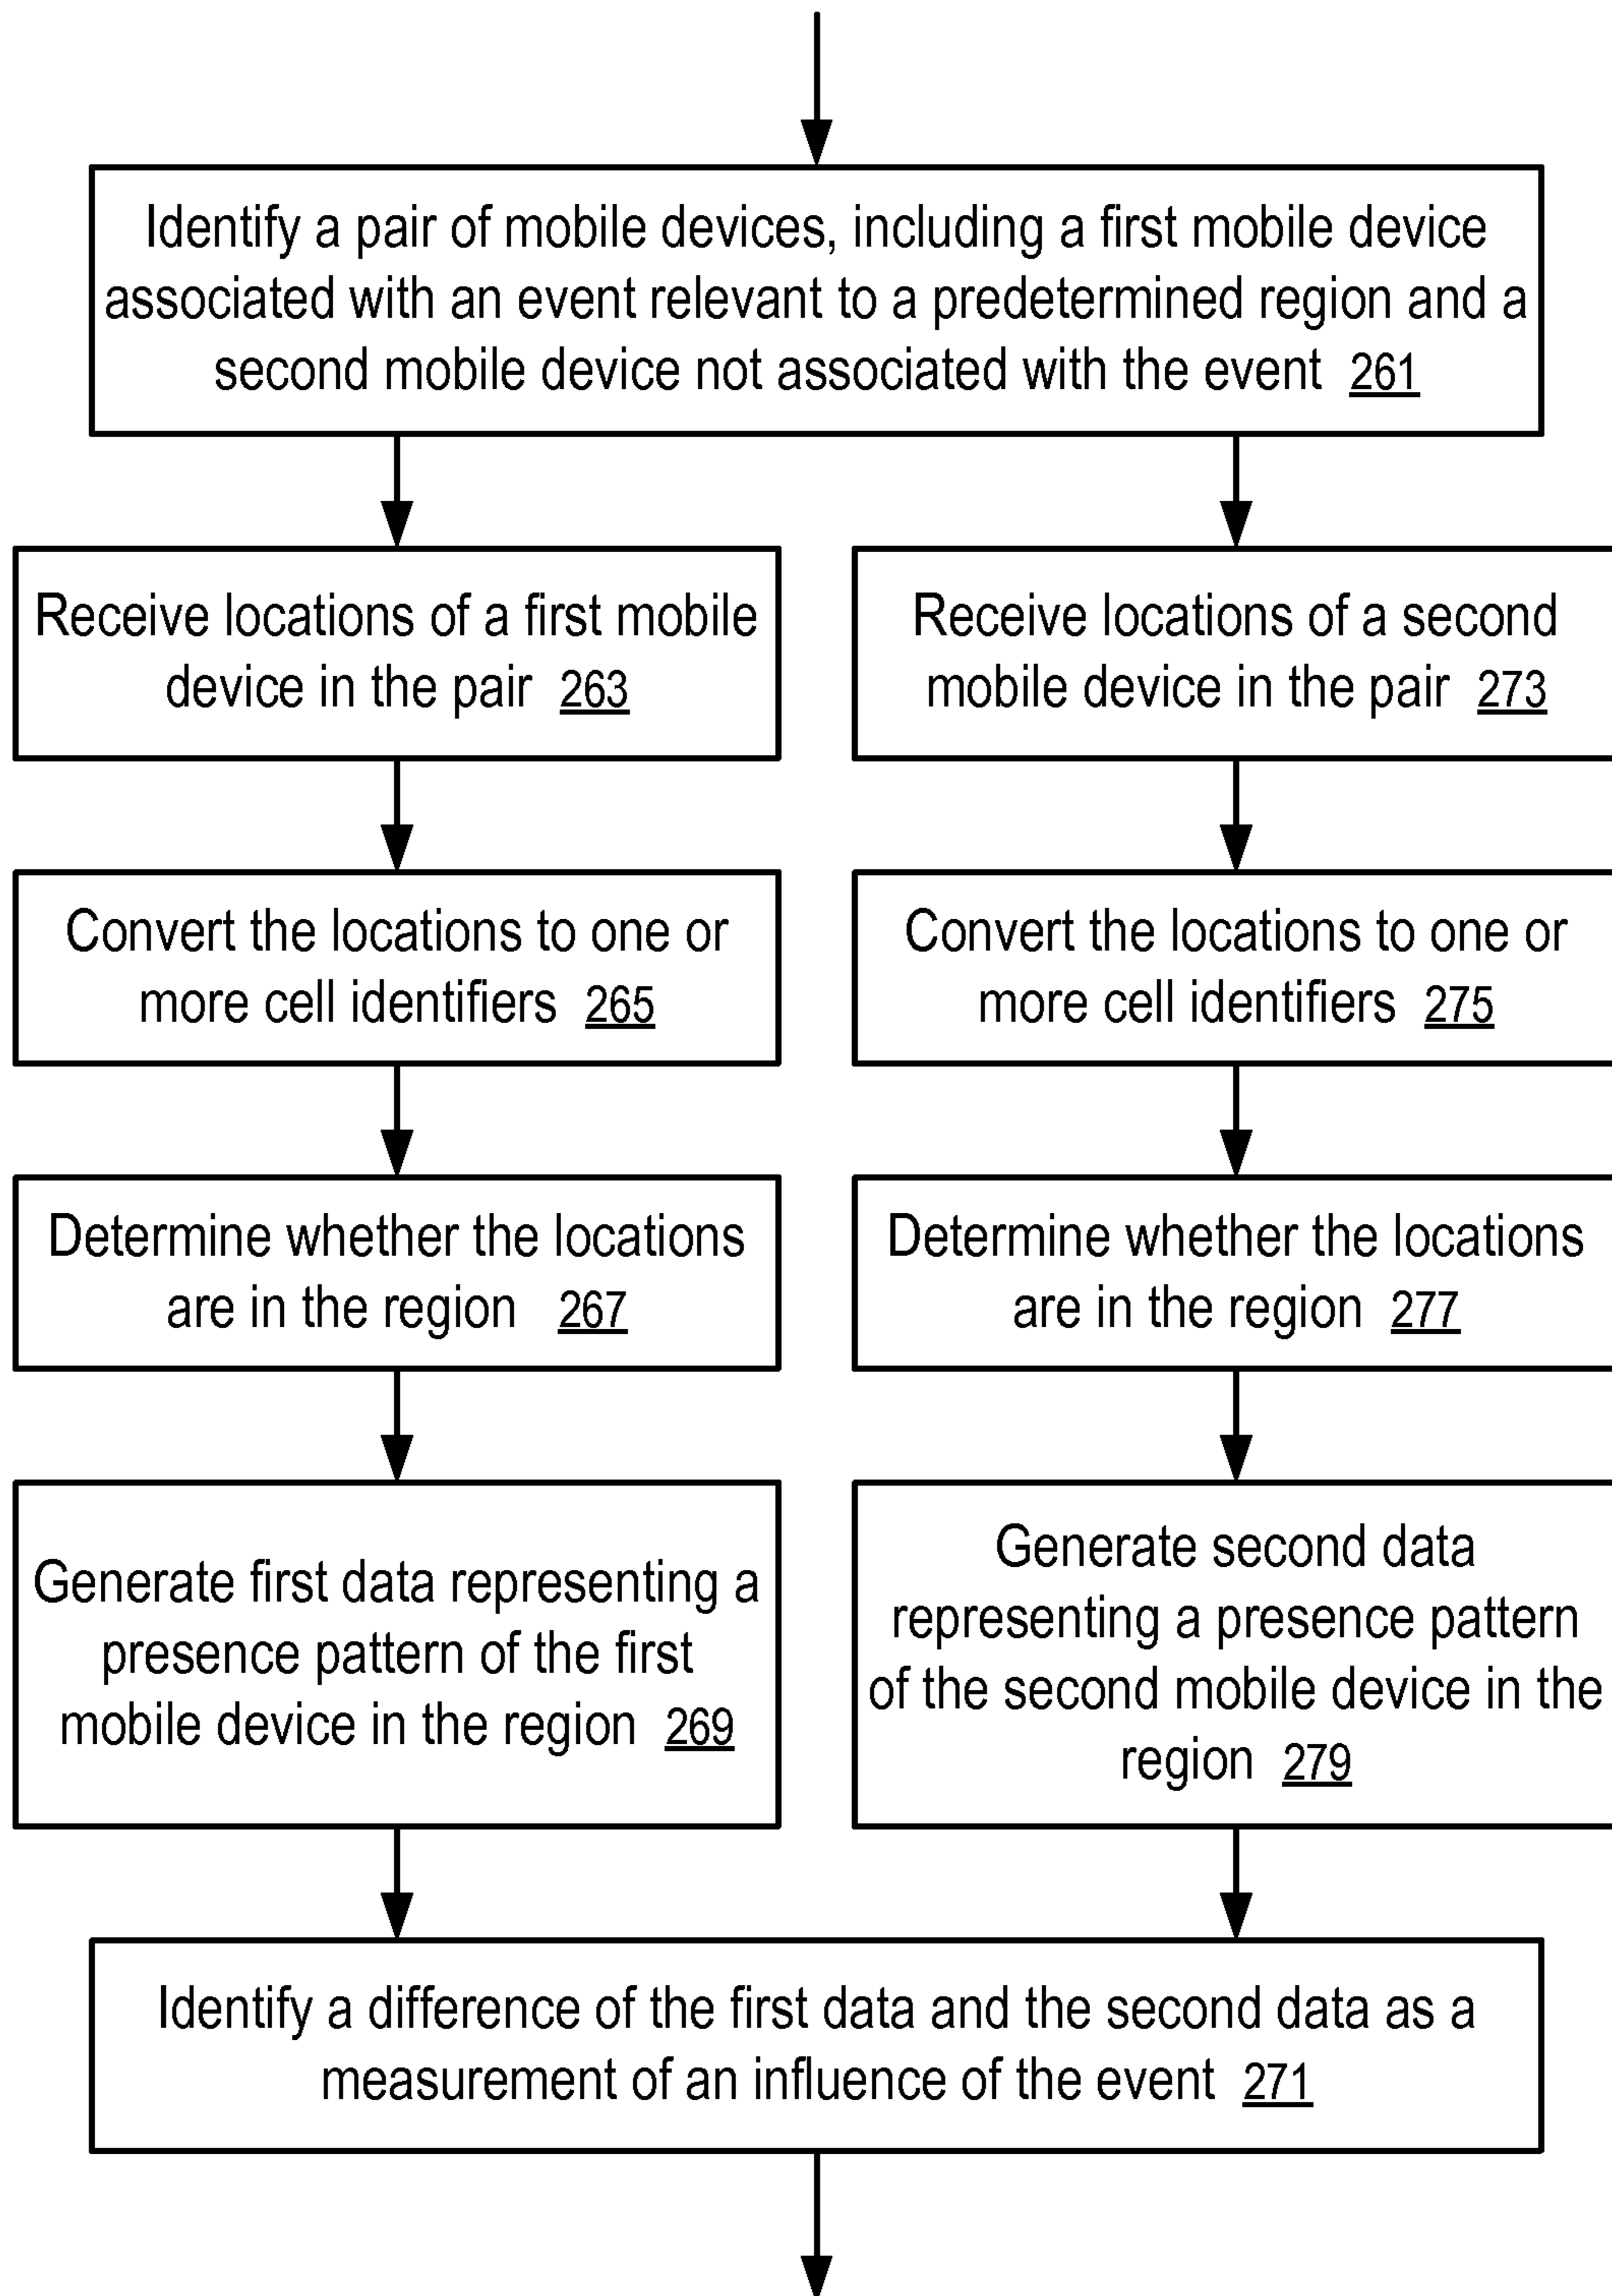 Identify a pair of mobile devices, including a first mobile device
associated with an event relevant to a predetermined region and a
second mobile device not associated with the event 261
Receive locations of a first mobile
device in the pair 263
Convert the locations to one or
more cell identifiers 265
Determine whether the locations
are in the region 267
Generate first data representing a
presence pattern of the first
mobile device in the region 269
Receive locations of a second
mobile device in the pair 273
Convert the locations to one or
more cell identifiers 275
Determine whether the locations
are in the region 277
Generate second data
representing a presence pattern
of the second mobile device in the
region 279
Identify a difference of the first data and the second data as a
measurement of an influence of the event 271